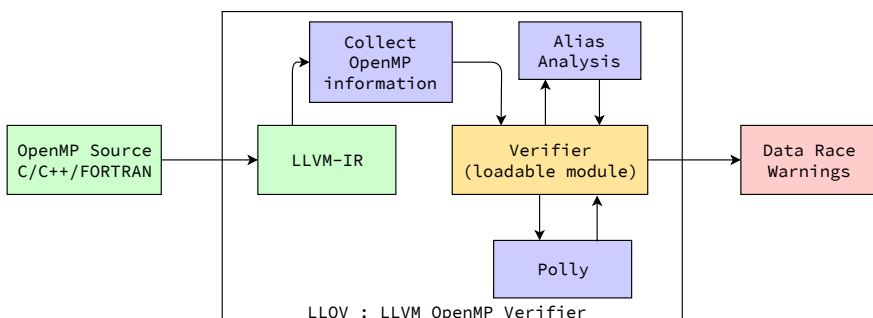 Collect
OpenMP
information
Alias
Analysis
OpenMP Source
C/C++/FORTRAN
LLVM-IR
Verifier
(loadable module)
Data Race
Warnings
Polly
LLOV : LLVM OpenMP Verifier